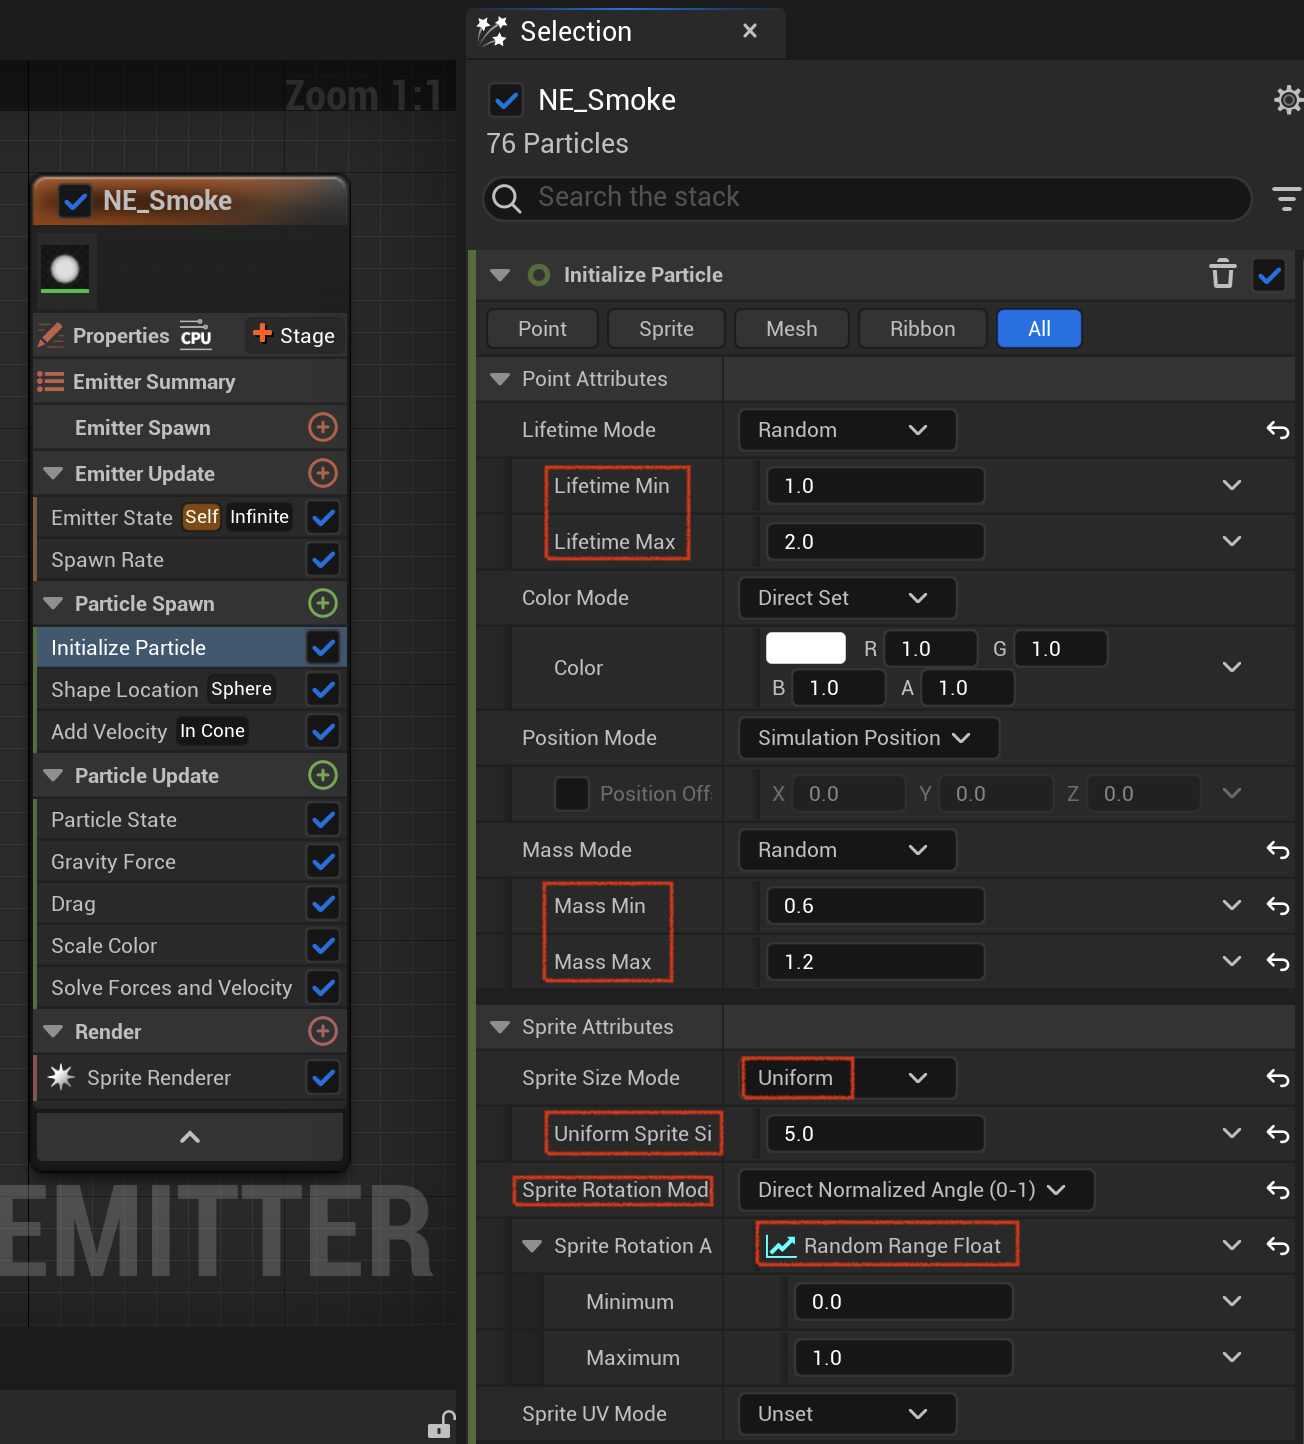 Selection
Zoom 1:1
NE_Smoke
76 Particles
Search the stack
NE_Smoke
Properties CPU Stage
Emitter Summary
Emitter Spawn
Emitter Update
Emitter State Self Infinite
Spawn Rate
Particle Spawn
Initialize Particle
Shape Location Sphere
Add Velocity In Cone
Particle Update
Particle State
Gravity Force
Drag
Scale Color
Solve Forces and Velocity
Render
Sprite Renderer
EMITTER
Initialize Particle
Point Sprite Mesh Ribbon All
Point Attributes
Lifetime Mode Random
Lifetime Min 1.0
Lifetime Max 2.0
Color Mode Direct Set
Color R 1.0 G 1.0
B 1.0 A 1.0
Position Mode Simulation Position
Position Off X 0.0 Y 0.0 Z 0.0
Mass Mode Random
Mass Min 0.6
Mass Max 1.2
Sprite Attributes
Sprite Size Mode Uniform
Uniform Sprite Si 5.0
Sprite Rotation Mod Direct Normalized Angle (0-1)
Sprite Rotation A Random Range Float
Minimum 0.0
Maximum 1.0
Sprite UV Mode Unset